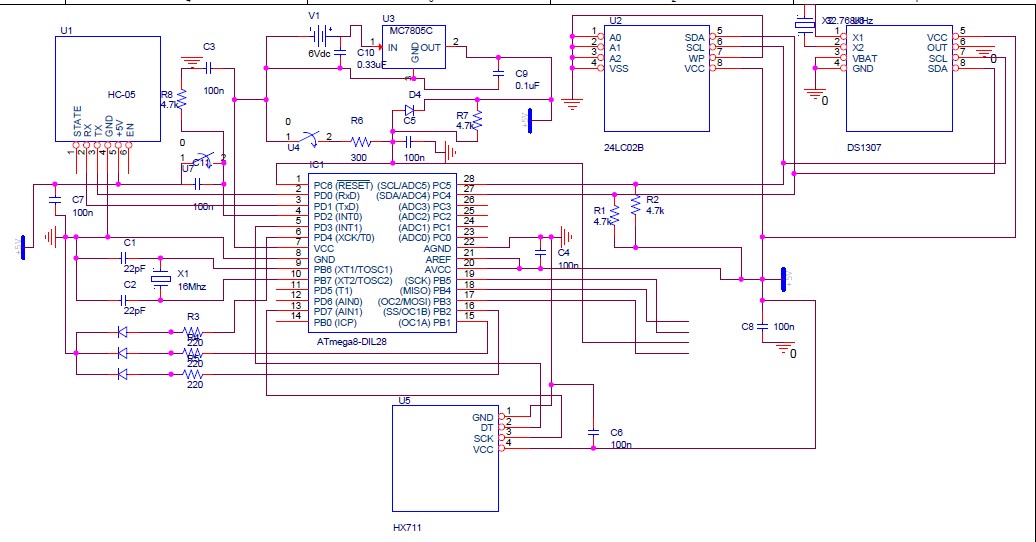 U1
HC-05
STATE
RX
TX
GND
+5V
EN
1
2
3
4
5
6
C3
100n
R8
4.7k
0
1
2
U7
C11
100n
V1
6Vdc
C10
0.33uF
U3
MC7805C
1
IN
OUT
2
GND
3
C9
0.1uF
D4
C5
100n
R7
4.7k
+5V
0
1
2
U4
R6
300
U2
A0
A1
A2
VSS
1
2
3
4
SDA
SCL
WP
VCC
5
6
7
8
24LC02B
X2
32.768kHz
X1
X2
VBAT
GND
1
2
3
4
VCC
OUT
SCL
SDA
5
6
7
8
DS1307
0
0
IC1
1 PC6 (RESET) (SCL/ADC5) PC5 28
2 PD0 (RxD) (SDA/ADC4) PC4 27
3 PD1 (TxD) (ADC3) PC3 26
4 PD2 (INT0) (ADC2) PC2 25
5 PD3 (INT1) (ADC1) PC1 24
6 PD4 (XCK/T0) (ADC0) PC0 23
7 VCC AGND 22
8 GND AREF 21
9 PB6 (XT1/TOSC1) AVCC 20
10 PB7 (XT2/TOSC2) (SCK) PB5 19
11 PD5 (T1) (MISO) PB4 18
12 PD6 (AIN0) (OC2/MOSI) PB3 17
13 PD7 (AIN1) (SS/OC1B) PB2 16
14 PB0 (ICP) (OC1A) PB1 15
ATmega8-DIL28
C7
100n
+5V
C1
22pF
C2
22pF
X1
16Mhz
R3
220
R4
220
R5
220
R1
4.7k
R2
4.7k
C4
100n
+5V
C8
100n
0
U5
GND
DT
SCK
VCC
1
2
3
4
HX711
C6
100n